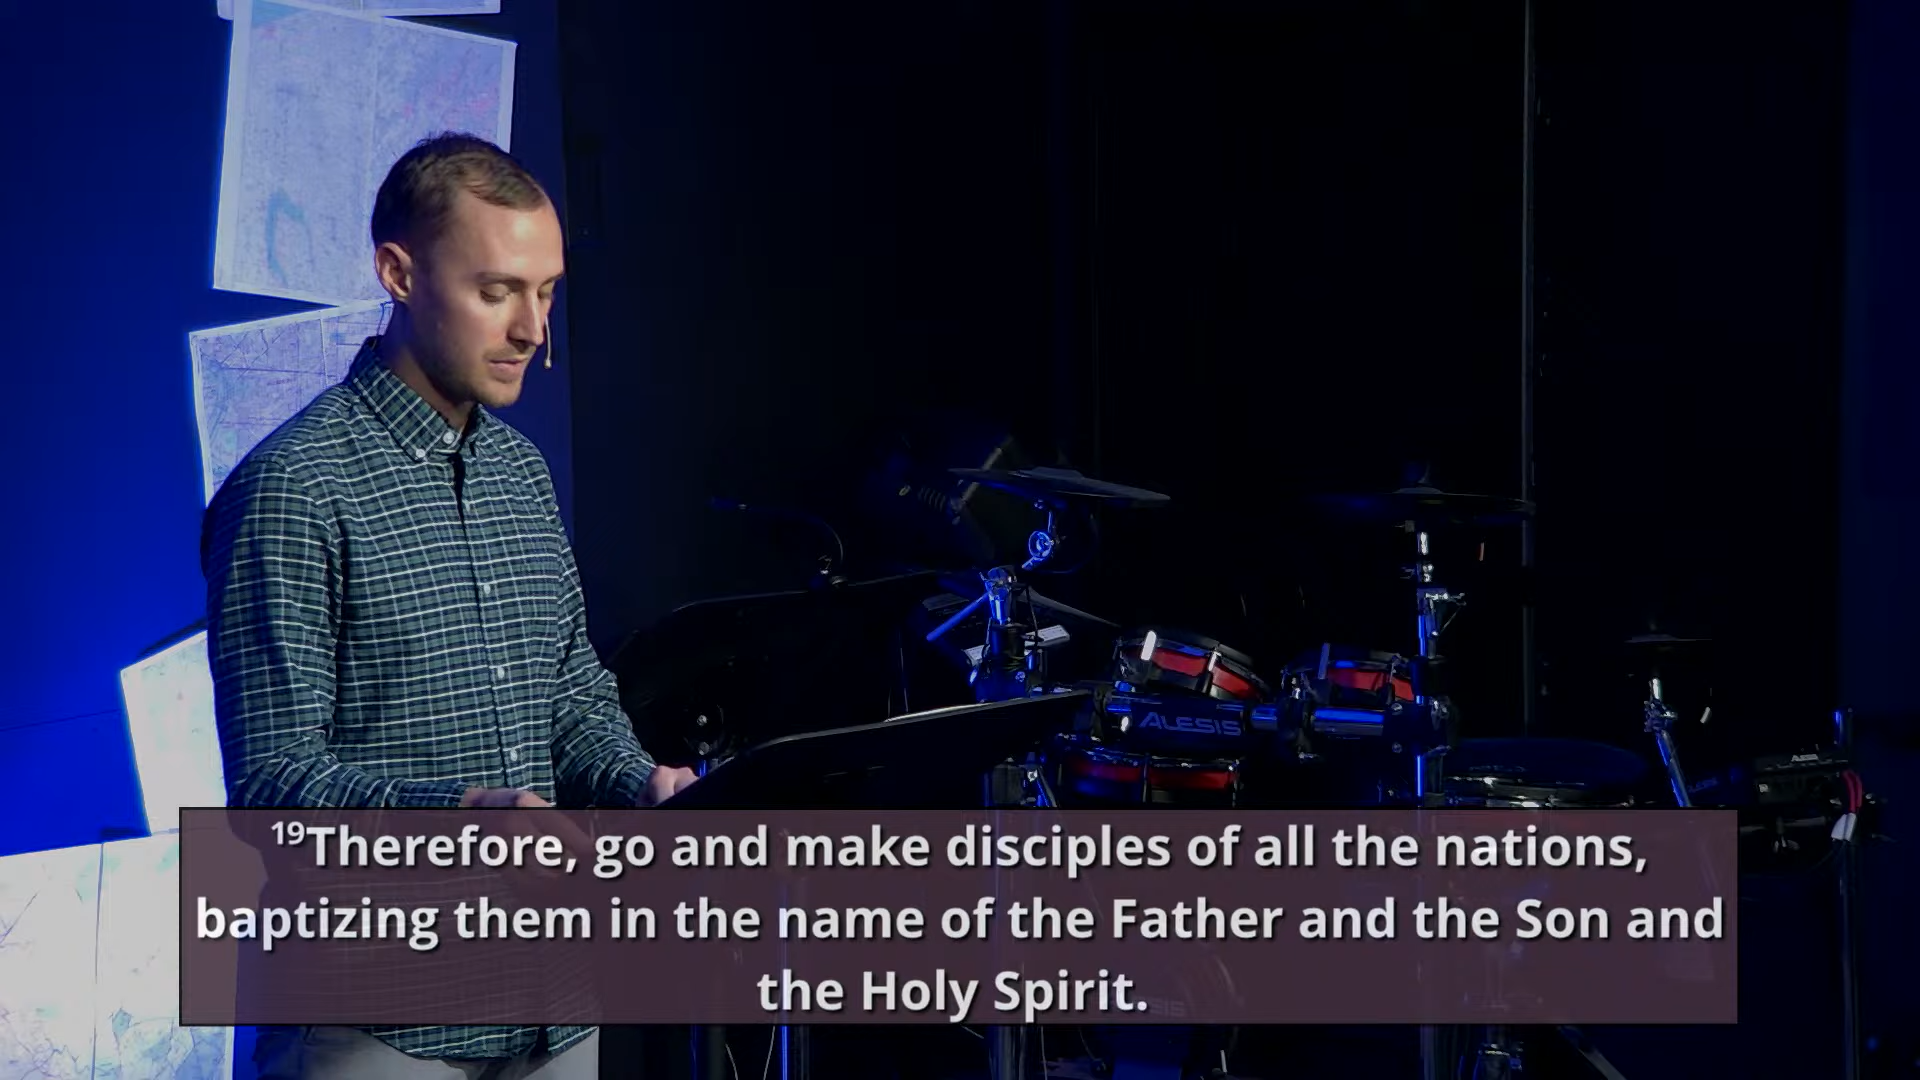 ALESIS
¹⁹Therefore, go and make disciples of all the nations,
baptizing them in the name of the Father and the Son and
the Holy Spirit.